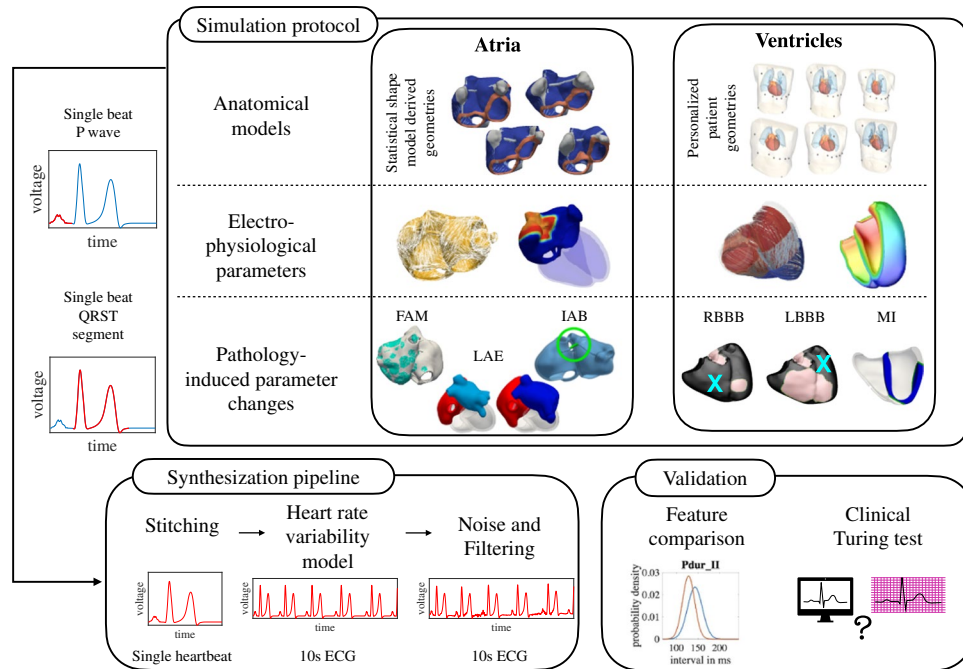 Simulation protocol
Atria
Ventricles
Anatomical
models
Statistical shape
model derived
geometries
Personalized
patient
geometries
Single beat
P wave
voltage
time
Electro-
physiological
parameters
Single beat
QRST
segment
voltage
time
Pathology-
induced parameter
changes
FAM
LAE
IAB
RBBB
LBBB
MI
X
X
Synthesization pipeline
Stitching
Heart rate
variability
model
Noise and
Filtering
voltage
time
voltage
time
voltage
time
Single heartbeat
10s ECG
10s ECG
Validation
Feature
comparison
Clinical
Turing test
Pdur_II
probability density
0.03
0.02
0.01
0
100
150
200
interval in ms
?